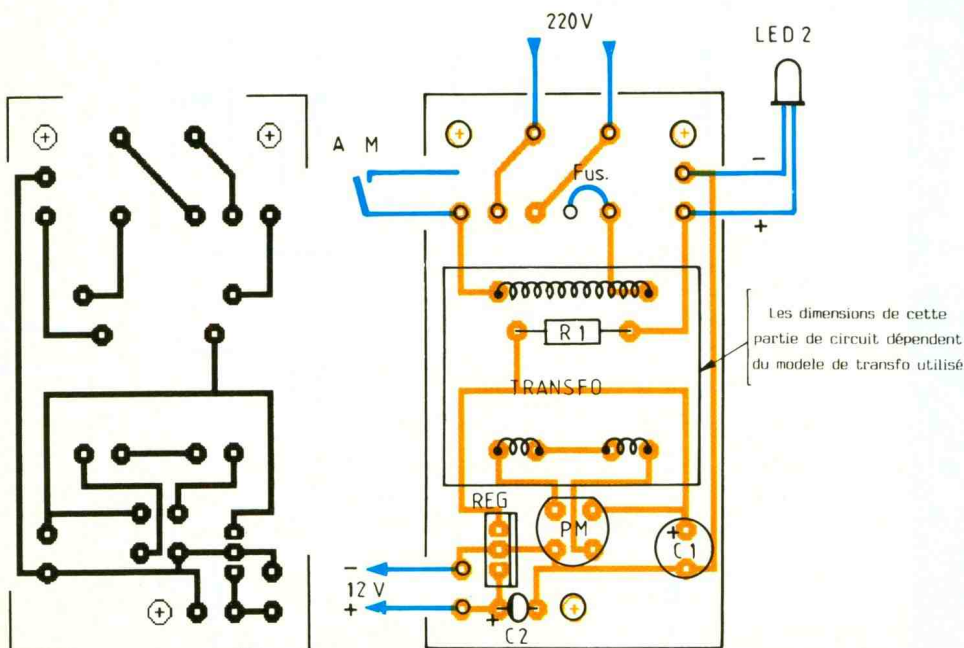 220V
LED 2
A M
-
Fus.
+
R1
Les dimensions de cette
partie de circuit dépendent
du modele de transfo utilisé
TRANSFO
REG
PM
+
C1
-
12V
+
+
C2